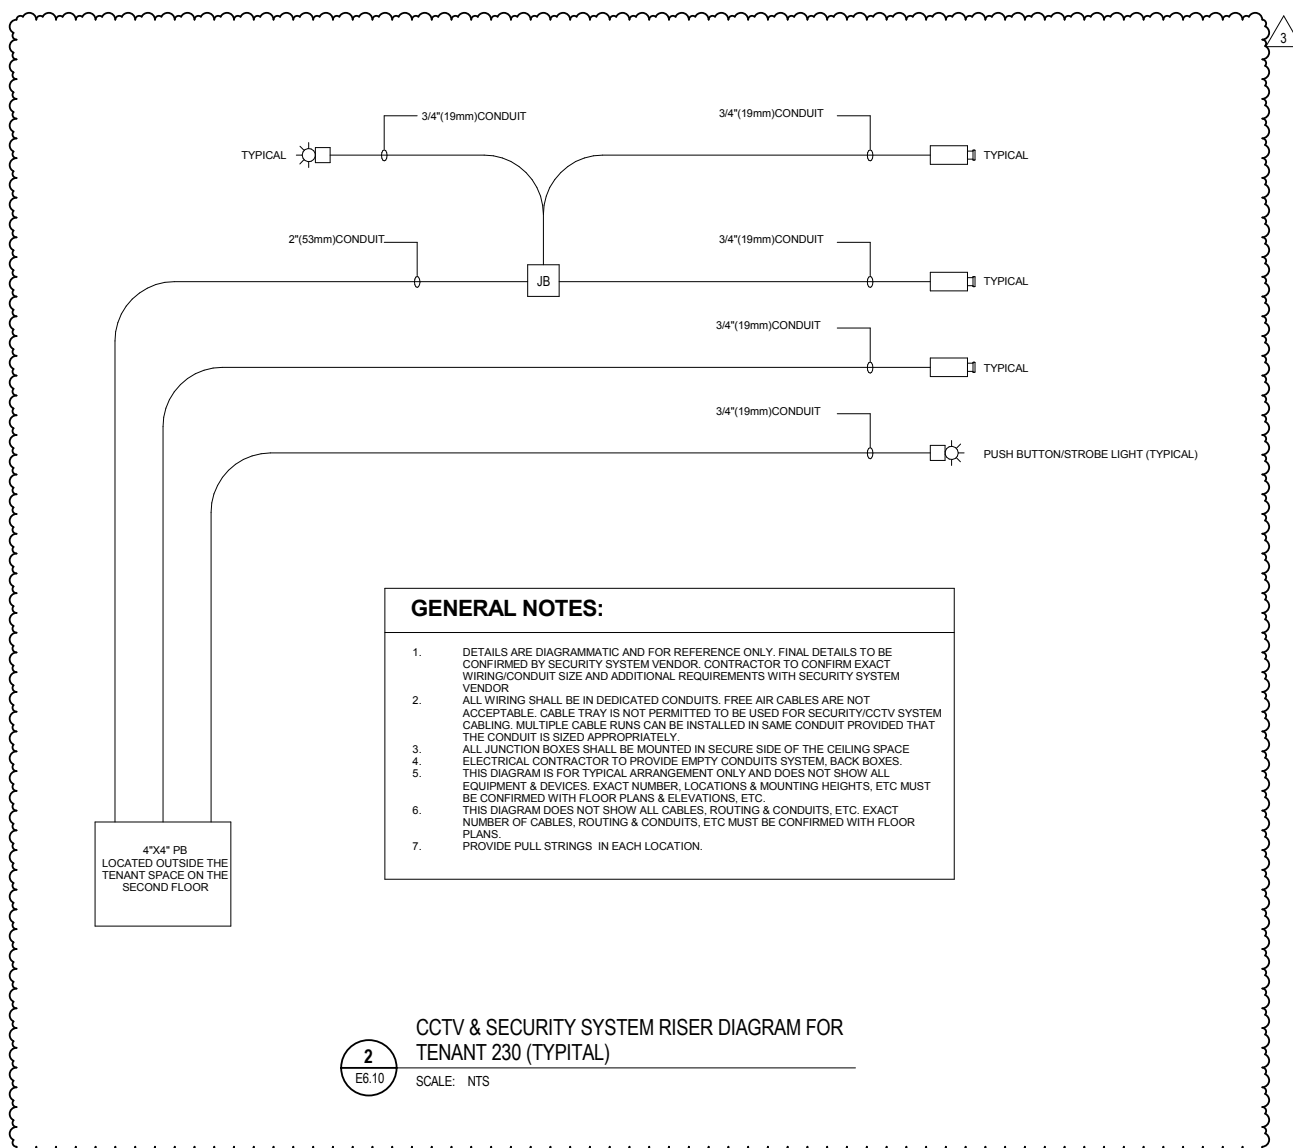 3
3/4"(19mm)CONDUIT
3/4"(19mm)CONDUIT
TYPICAL
TYPICAL
2"(53mm)CONDUIT
3/4"(19mm)CONDUIT
JB
TYPICAL
3/4"(19mm)CONDUIT
TYPICAL
3/4"(19mm)CONDUIT
PUSH BUTTON/STROBE LIGHT (TYPICAL)
GENERAL NOTES:
1. DETAILS ARE DIAGRAMMATIC AND FOR REFERENCE ONLY. FINAL DETAILS TO BE
CONFIRMED BY SECURITY SYSTEM VENDOR. CONTRACTOR TO CONFIRM EXACT
WIRING/CONDUIT SIZE AND ADDITIONAL REQUIREMENTS WITH SECURITY SYSTEM
VENDOR
2. ALL WIRING SHALL BE IN DEDICATED CONDUITS. FREE AIR CABLES ARE NOT
ACCEPTABLE. CABLE TRAY IS NOT PERMITTED TO BE USED FOR SECURITY/CCTV SYSTEM
CABLING. MULTIPLE CABLE RUNS CAN BE INSTALLED IN SAME CONDUIT PROVIDED THAT
THE CONDUIT IS SIZED APPROPRIATELY.
3. ALL JUNCTION BOXES SHALL BE MOUNTED IN SECURE SIDE OF THE CEILING SPACE
4. ELECTRICAL CONTRACTOR TO PROVIDE EMPTY CONDUITS SYSTEM, BACK BOXES.
5. THIS DIAGRAM IS FOR TYPICAL ARRANGEMENT ONLY AND DOES NOT SHOW ALL
EQUIPMENT & DEVICES. EXACT NUMBER, LOCATIONS & MOUNTING HEIGHTS, ETC MUST
BE CONFIRMED WITH FLOOR PLANS & ELEVATIONS, ETC.
6. THIS DIAGRAM DOES NOT SHOW ALL CABLES, ROUTING & CONDUITS, ETC. EXACT
NUMBER OF CABLES, ROUTING & CONDUITS, ETC MUST BE CONFIRMED WITH FLOOR
PLANS.
7. PROVIDE PULL STRINGS IN EACH LOCATION.
4"X4" PB
LOCATED OUTSIDE THE
TENANT SPACE ON THE
SECOND FLOOR
CCTV & SECURITY SYSTEM RISER DIAGRAM FOR
TENANT 230 (TYPITAL)
2
E6.10
SCALE: NTS